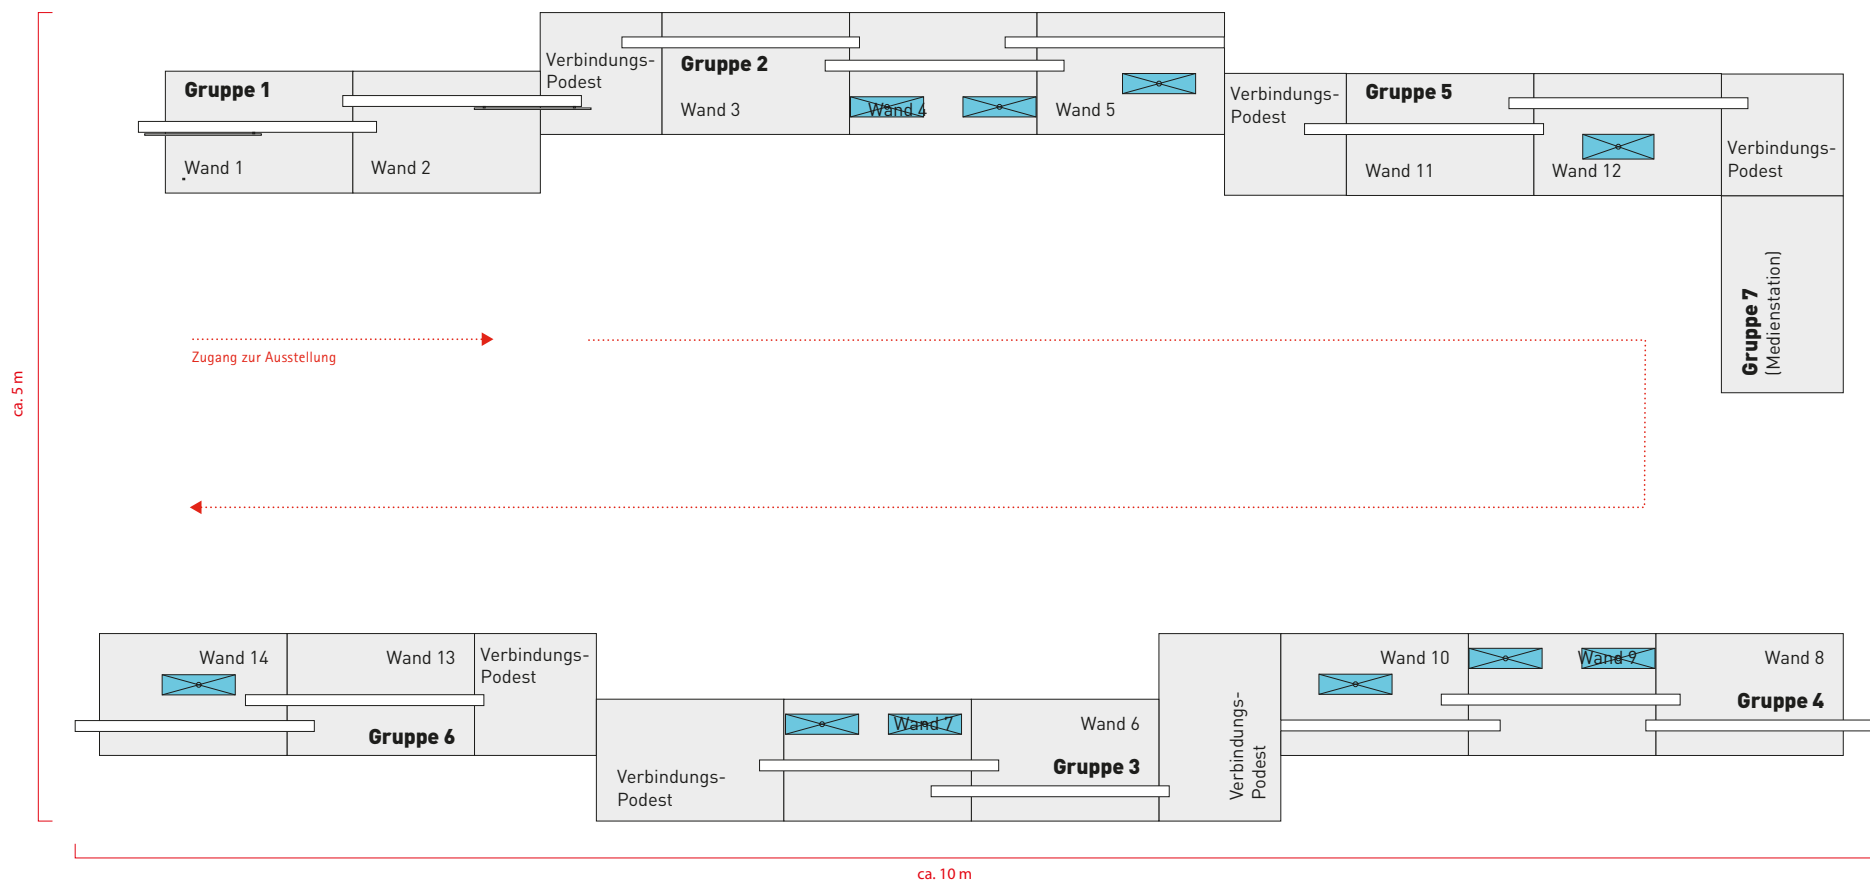 Gruppe 1
Wand 1
Wand 2
Verbindungs-
Podest
Gruppe 2
Wand 3
Wand 4
Wand 5
Verbindungs-
Podest
Gruppe 5
Wand 11
Wand 12
Verbindungs-
Podest
Gruppe 7
(Medienstation)
Zugang zur Ausstellung
ca. 5 m
Wand 14
Wand 13
Gruppe 6
Verbindungs-
Podest
Verbindungs-
Podest
Wand 7
Wand 6
Gruppe 3
Verbindungs-
Podest
Wand 10
Wand 9
Wand 8
Gruppe 4
ca. 10 m